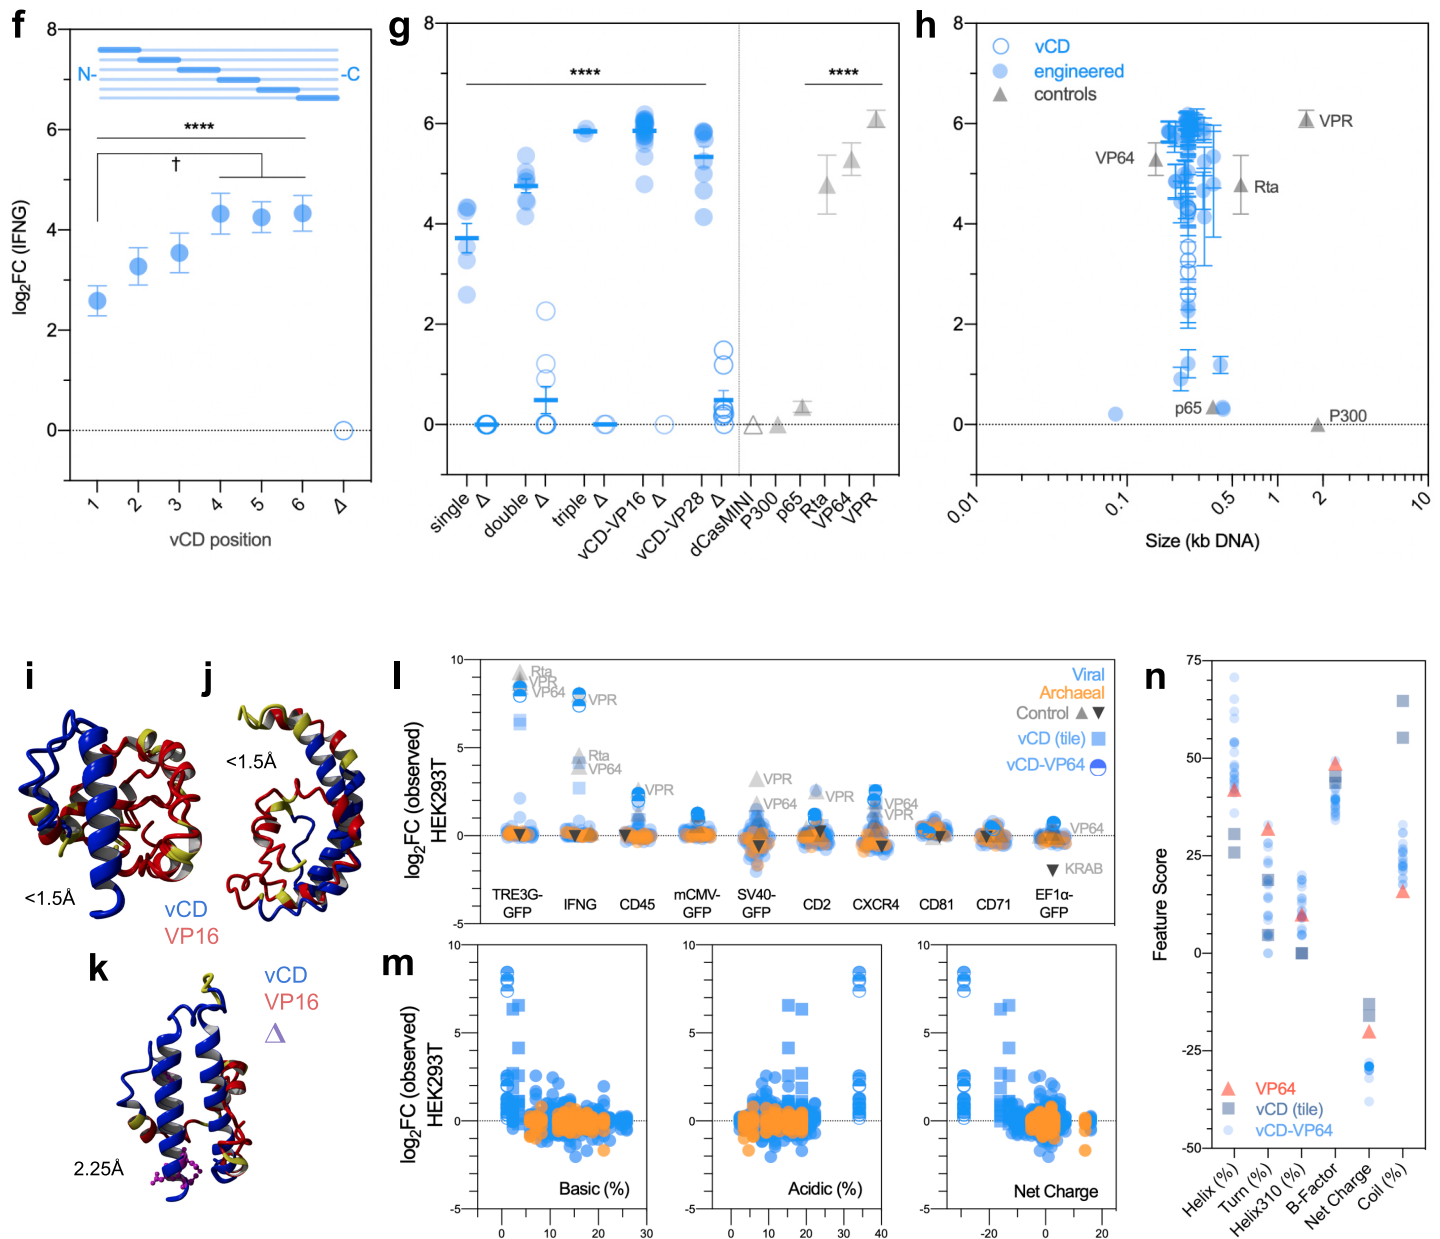 f
8
6
4
2
0
log2FC (IFNG)
N-
-C
****
†
1
2
3
4
5
6
Δ
vCD position
g
8
6
4
2
0
****
****
single
Δ
double
Δ
triple
Δ
vCD-VP16
Δ
vCD-VP28
Δ
dCasMINI
P300
p65
Rta
VP64
VPR
h
8
6
4
2
0
vCD
engineered
controls
VP64
VPR
Rta
p65
P300
0.01
0.1
0.5
1
2
10
Size (kb DNA)
i
<1.5Å
vCD
VP16
j
<1.5Å
k
vCD
VP16
Δ
2.25Å
l
log2FC (observed)
HEK293T
10
5
0
-5
Viral
Archaeal
Control
vCD (tile)
vCD-VP64
Rta
VPR
VP64
VPR
Rta
VP64
VPR
VPR
VP64
VPR
VP64
VPR
VP64
KRAB
TRE3G-
GFP
IFNG
CD45
mCMV-
GFP
SV40-
GFP
CD2
CXCR4
CD81
CD71
EF1α-
GFP
m
log2FC (observed)
HEK293T
10
5
0
-5
Basic (%)
0
10
20
30
10
5
0
-5
Acidic (%)
0
10
20
30
40
10
5
0
-5
Net Charge
-20
0
20
n
Feature Score
75
50
25
0
-25
-50
VP64
vCD (tile)
vCD-VP64
Helix (%)
Turn (%)
Helix310 (%)
B-Factor
Net Charge
Coil (%)